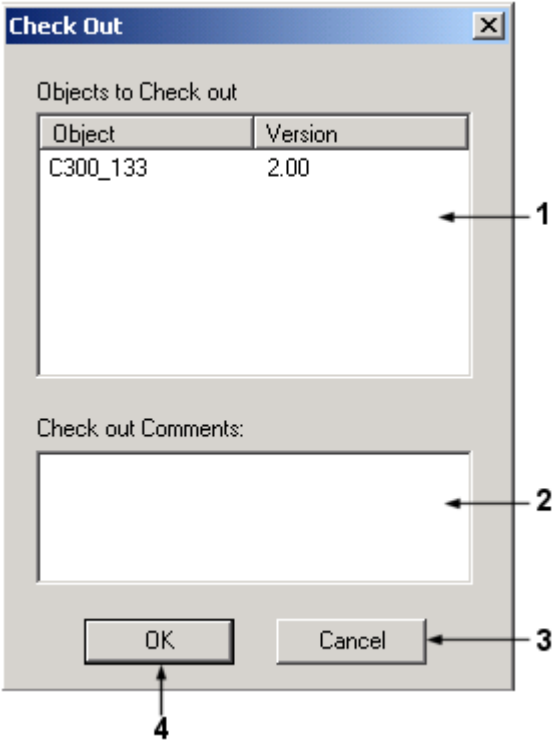 Check Out
Objects to Check out
Object Version
C300_133 2.00
1
Check out Comments:
2
OK Cancel 3
4